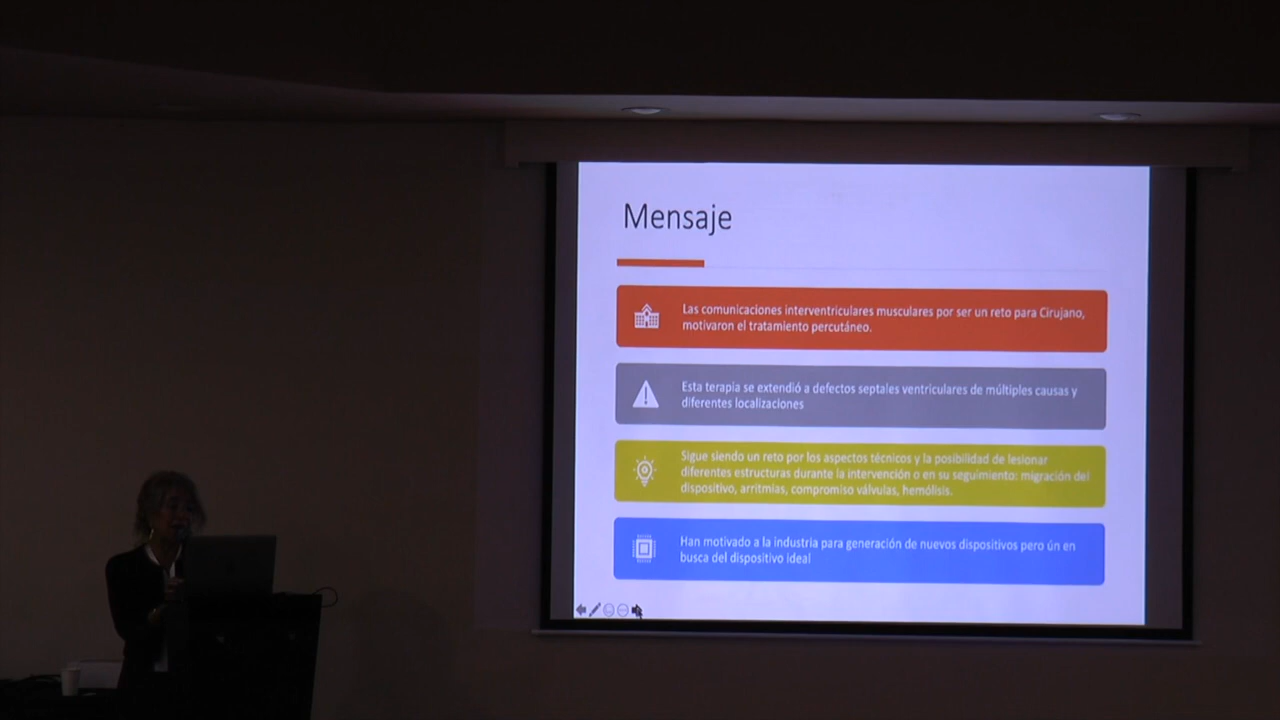 Mensaje
Las comunicaciones interventriculares musculares por ser un reto para Cirujano,
motivaron el tratamiento percutáneo.
Esta terapia se extendió a defectos septales ventriculares de múltiples causas y
diferentes localizaciones
Sigue siendo un reto por los aspectos técnicos y la posibilidad de lesionar
diferentes estructuras durante la intervención o en su seguimiento: migración del
dispositivo, arritmias, compromiso válvulas, hemólisis.
Han motivado a la industria para generación de nuevos dispositivos pero ún en
busca del dispositivo ideal